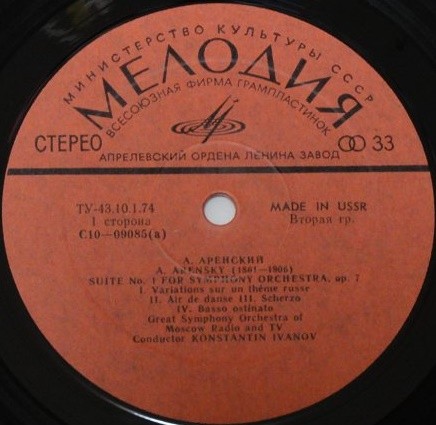 МИНИСТЕРСТВО КУЛЬТУРЫ СССР
МЕЛОДИЯ
ВСЕСОЮЗНАЯ ФИРМА ГРАМПЛАСТИНОК
СТЕРЕО
33
АПРЕЛЕВСКИЙ ОРДЕНА ЛЕНИНА ЗАВОД
ТУ-43.10.1.74
MADE IN USSR
1 сторона
Вторая гр.
С10—09085(а)
А. АРЕНСКИЙ
A. ARENSKY (1861—1906)
SUITE No. 1 FOR SYMPHONY ORCHESTRA, op. 7
I. Variations sur un thème russe
II. Air de danse III. Scherzo
IV. Basso ostinato
Great Symphony Orchestra of
Moscow Radio and TV
Conductor KONSTANTIN IVANOV